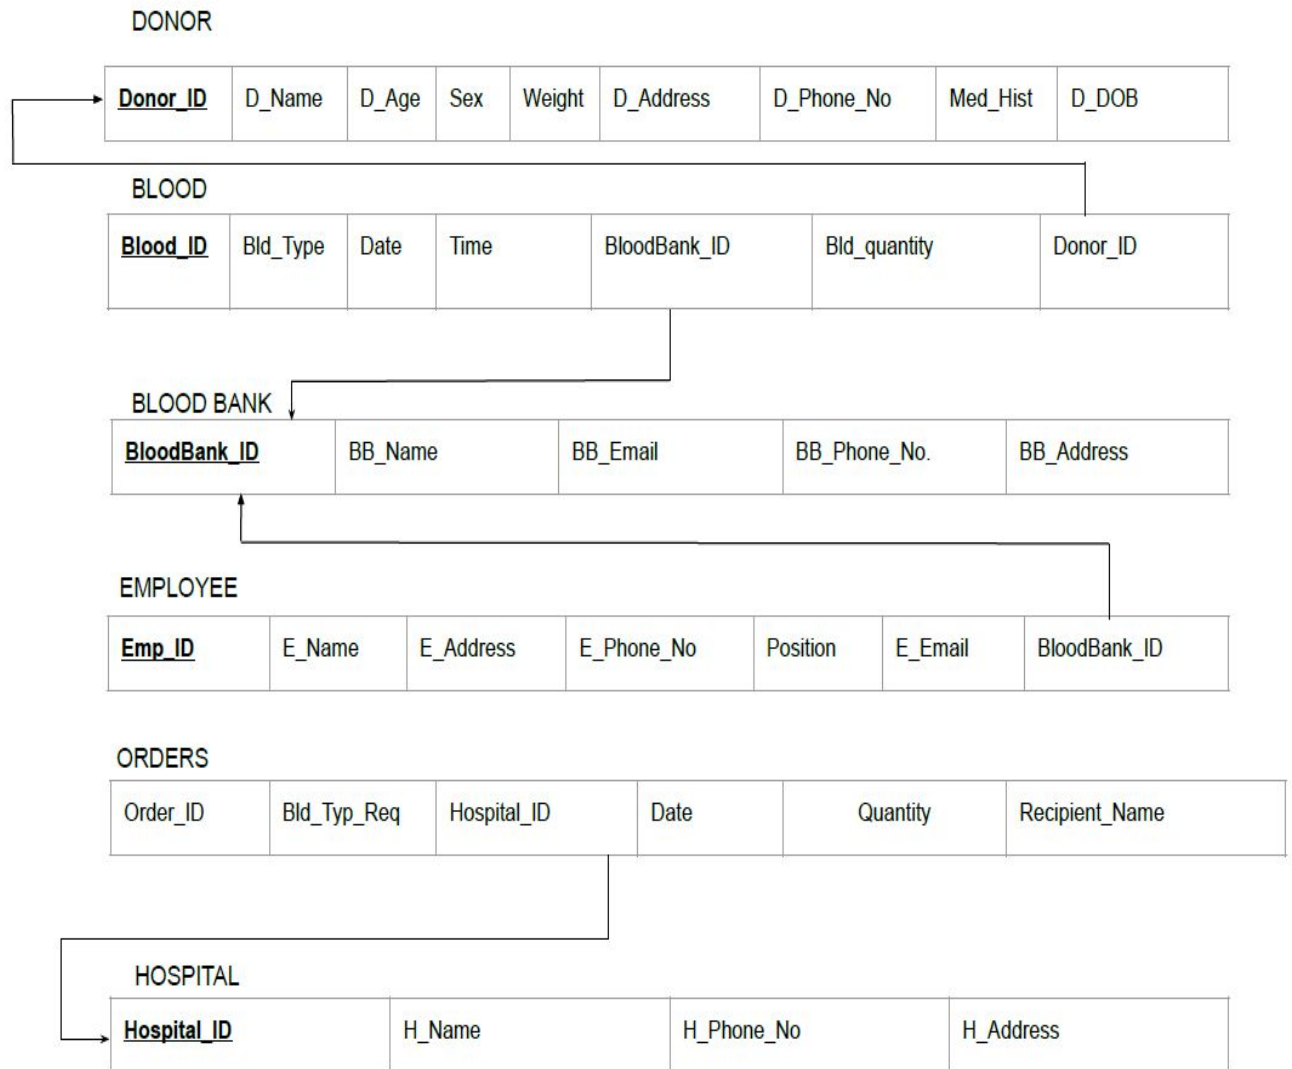 DONOR
Donor_ID D_Name D_Age Sex Weight D_Address D_Phone_No Med_Hist D_DOB
BLOOD
Blood_ID Bld_Type Date Time BloodBank_ID Bld_quantity Donor_ID
BLOOD BANK
BloodBank_ID BB_Name BB_Email BB_Phone_No. BB_Address
EMPLOYEE
Emp_ID E_Name E_Address E_Phone_No Position E_Email BloodBank_ID
ORDERS
Order_ID Bld_Typ_Req Hospital_ID Date Quantity Recipient_Name
HOSPITAL
Hospital_ID H_Name H_Phone_No H_Address